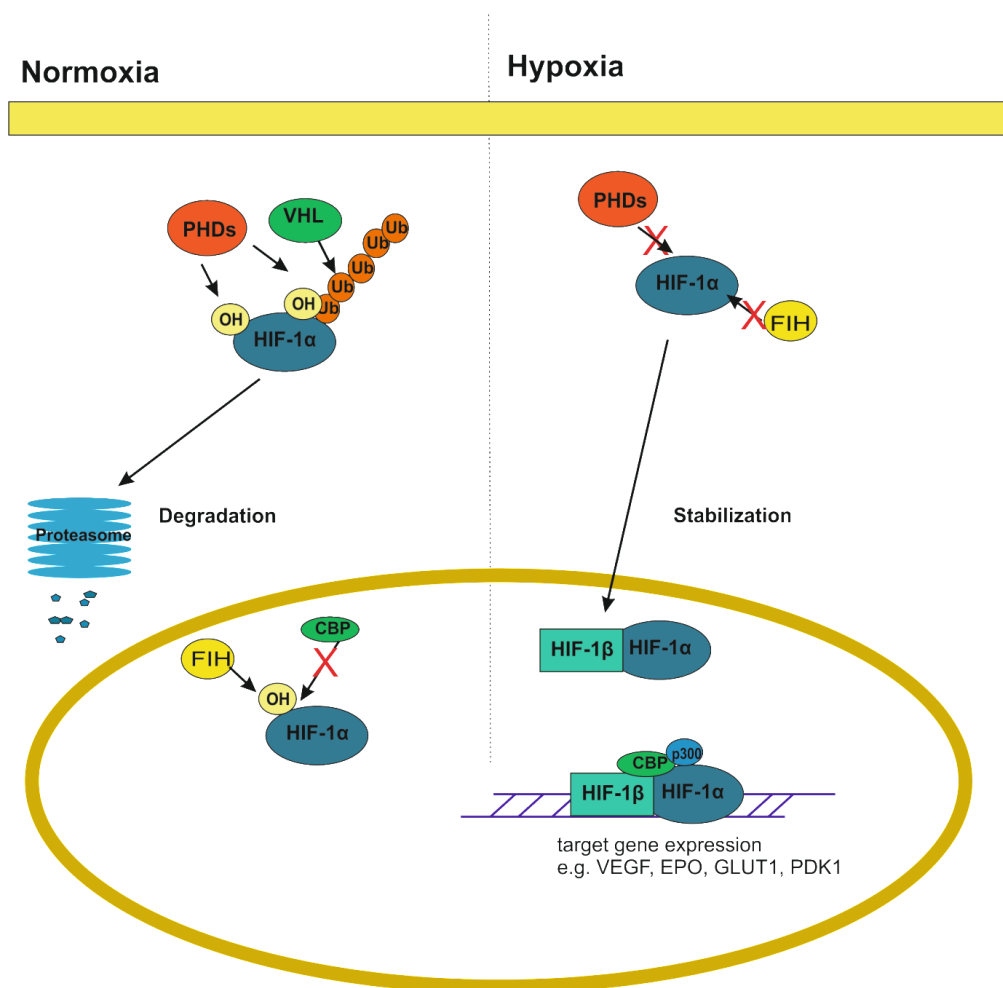 Normoxia
Hypoxia
PHDs
VHL
Ub
Ub
Ub
Ub
Ub
OH
OH
HIF-1α
PHDs
HIF-1α
FIH
Proteasome
Degradation
Stabilization
FIH
CBP
OH
HIF-1α
HIF-1β
HIF-1α
CBP
p300
HIF-1β
HIF-1α
target gene expression
e.g. VEGF, EPO, GLUT1, PDK1